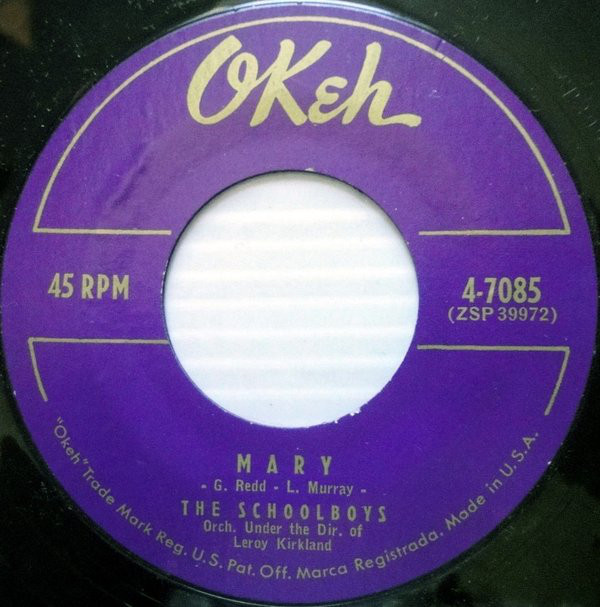 OKeh
45 RPM
4-7085
(ZSP 39972)
MARY
- G. Redd - L. Murray -
THE SCHOOLBOYS
Orch. Under the Dir. of
Leroy Kirkland
"Okeh" Trade Mark Reg. U.S. Pat. Off. Marca Registrada. Made in U.S.A.